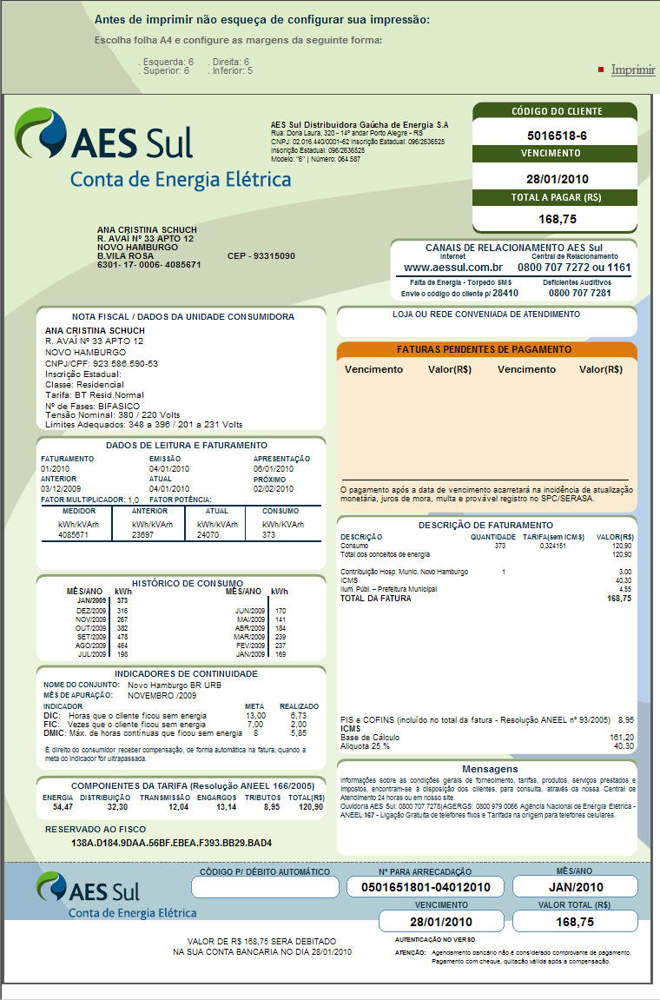 Antes de imprimir não esqueça de configurar sua impressão:
Escolha folha A4 e configure as margens da seguinte forma:
. Esquerda: 6 . Direita: 6
. Superior: 6 . Inferior: 5
Imprimir
AES Sul
Conta de Energia Elétrica
AES Sul Distribuidora Gaúcha de Energia S.A
Rua: Dona Laura, 320 - 14º andar Porto Alegre - RS
CNPJ: 02.016.440/0001-62 Inscrição Estadual: 096/2636525
Inscrição Estadual: 096/2636525
Modelo: "6" | Número: 064.587
CÓDIGO DO CLIENTE
5016518-6
VENCIMENTO
28/01/2010
TOTAL A PAGAR (R$)
168,75
ANA CRISTINA SCHUCH
R. AVAÍ Nº 33 APTO 12
NOVO HAMBURGO
B.VILA ROSA CEP - 93315090
6301- 17- 0006- 4085671
CANAIS DE RELACIONAMENTO AES Sul
Internet Central de Relacionamento
www.aessul.com.br 0800 707 7272 ou 1161
Falta de Energia - Torpedo SMS Deficientes Auditivos
Envie o código do cliente p/ 28410 0800 707 7281
NOTA FISCAL / DADOS DA UNIDADE CONSUMIDORA
ANA CRISTINA SCHUCH
R. AVAÍ Nº 33 APTO 12
NOVO HAMBURGO
CNPJ/CPF: 923.586.590-53
Inscrição Estadual:
Classe: Residencial
Tarifa: BT Resid.Normal
Nº de Fases: BIFASICO
Tensão Nominal: 380 / 220 Volts
Limites Adequados: 348 a 396 / 201 a 231 Volts
LOJA OU REDE CONVENIADA DE ATENDIMENTO
FATURAS PENDENTES DE PAGAMENTO
Vencimento Valor(R$) Vencimento Valor(R$)
O pagamento após a data de vencimento acarretará na incidência de atualização
monetária, juros de mora, multa e provável registro no SPC/SERASA.
DADOS DE LEITURA E FATURAMENTO
FATURAMENTO EMISSÃO APRESENTAÇÃO
01/2010 04/01/2010 06/01/2010
ANTERIOR ATUAL PRÓXIMO
03/12/2009 04/01/2010 02/02/2010
FATOR MULTIPLICADOR: 1,0 FATOR POTÊNCIA:
MEDIDOR ANTERIOR ATUAL CONSUMO
kWh/kVArh kWh/kVArh kWh/kVArh kWh/kVArh
4085671 23697 24070 373
DESCRIÇÃO DE FATURAMENTO
DESCRIÇÃO QUANTIDADE TARIFA(sem ICMS) VALOR(R$)
Consumo 373 0,324151 120,90
Total dos conceitos de energia 120,90
Contribuição Hosp. Munic. Novo Hamburgo 1 3,00
ICMS 40,30
Ilum. Públ. – Prefeitura Municipal 4,55
TOTAL DA FATURA 168,75
PIS e COFINS (incluído no total da fatura - Resolução ANEEL nº 93/2005) 8,95
ICMS
Base de Cálculo 161,20
Aliquota 25 % 40,30
HISTÓRICO DE CONSUMO
MÊS/ANO kWh MÊS/ANO kWh
JAN/2009 373
DEZ/2009 316 JUN/2009 170
NOV/2009 267 MAI/2009 141
OUT/2009 382 ABR/2009 184
SET/2009 478 MAR/2009 239
AGO/2009 464 FEV/2009 237
JUL/2009 198 JAN/2009 169
INDICADORES DE CONTINUIDADE
NOME DO CONJUNTO: Novo Hamburgo BR URB
MÊS DE APURAÇÃO: NOVEMBRO /2009
INDICADOR META REALIZADO
DIC: Horas que o cliente ficou sem energia 13,00 6,73
FIC: Vezes que o cliente ficou sem energia 7,00 2,00
DMIC: Máx. de horas contínuas que ficou sem energia 8 5,85
É direito do consumidor receber compensação, de forma automática na fatura, quando a
meta do indicador for ultrapassada.
COMPONENTES DA TARIFA (Resolução ANEEL 166/2005)
ENERGIA DISTRIBUIÇÃO TRANSMISSÃO ENGARGOS TRIBUTOS TOTAL(R$)
54,47 32,30 12,04 13,14 8,95 120,90
RESERVADO AO FISCO
138A.D184.9DAA.56BF.EBEA.F393.BB29.BAD4
Mensagens
Informações sobre as condições gerais de fornecimento, tarifas, produtos, serviços prestados e
impostos, encontram-se à disposição dos clientes, para consulta, através da nossa Central de
Atendimento 24 horas ou em nosso site.
Ouvidoria AES Sul: 0800 707 7278|AGERGS: 0800 979 0066 Agência Nacional de Energia Elétrica -
ANEEL 167 - Ligação Gratuita de telefones fixos e Tarifada na origem para telefones celulares.
AES Sul
Conta de Energia Elétrica
CÓDIGO P/ DÉBITO AUTOMÁTICO
Nº PARA ARRECADAÇÃO
0501651801-04012010
MÊS/ANO
JAN/2010
VENCIMENTO
28/01/2010
VALOR TOTAL (R$)
168,75
VALOR DE R$ 168,75 SERA DEBITADO
NA SUA CONTA BANCARIA NO DIA 28/01/2010
AUTENTICAÇÃO NO VERSO
ATENÇÃO: Agendamento bancário não é considerado comprovante de pagamento.
Pagamento com cheque, quitação válida após a compensação.